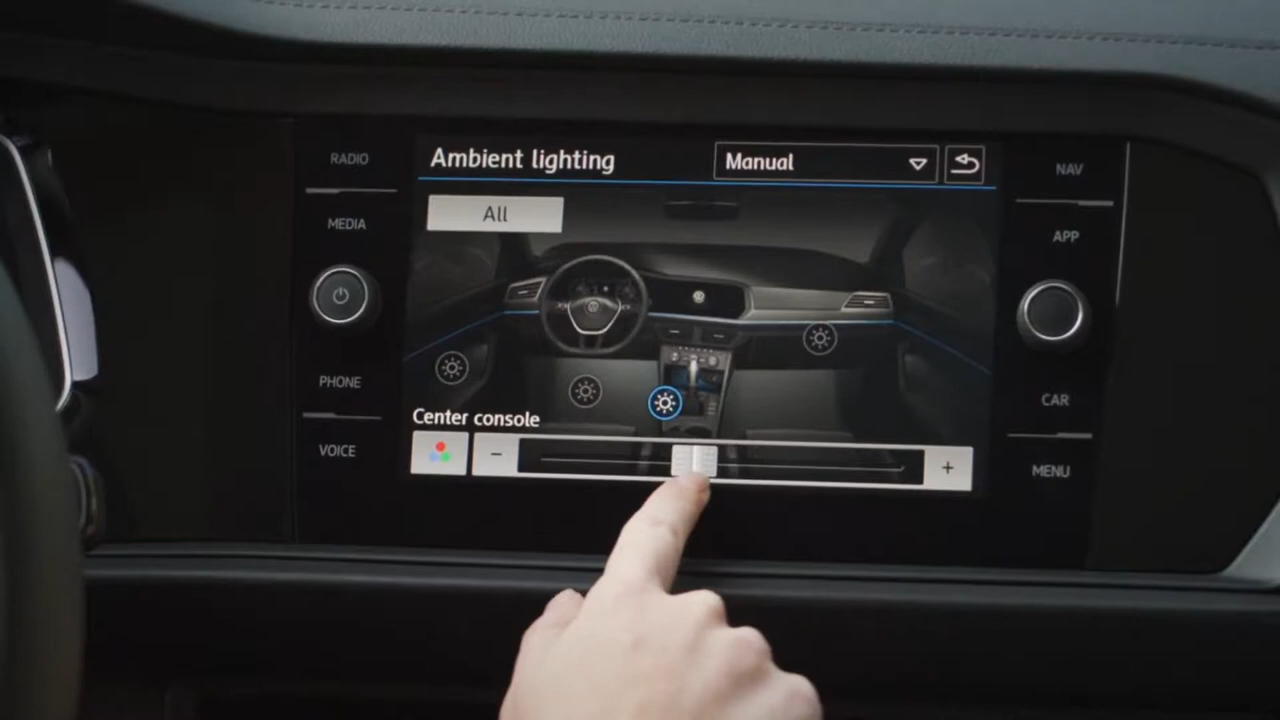 RADIO
MEDIA
PHONE
VOICE
Ambient lighting
Manual
All
Center console
−
+
NAV
APP
CAR
MENU